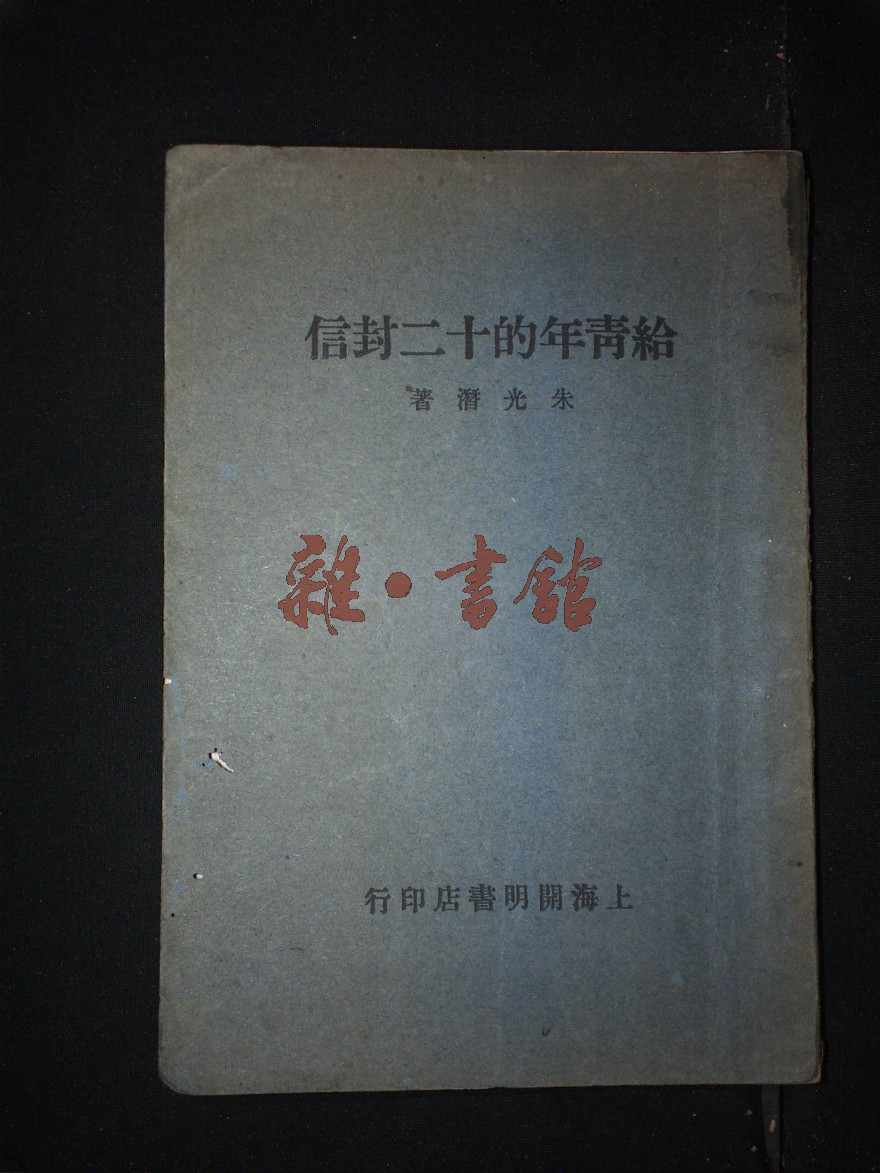 給靑年的十二封信
朱光潛著
雜·書館
上海開明書店印行